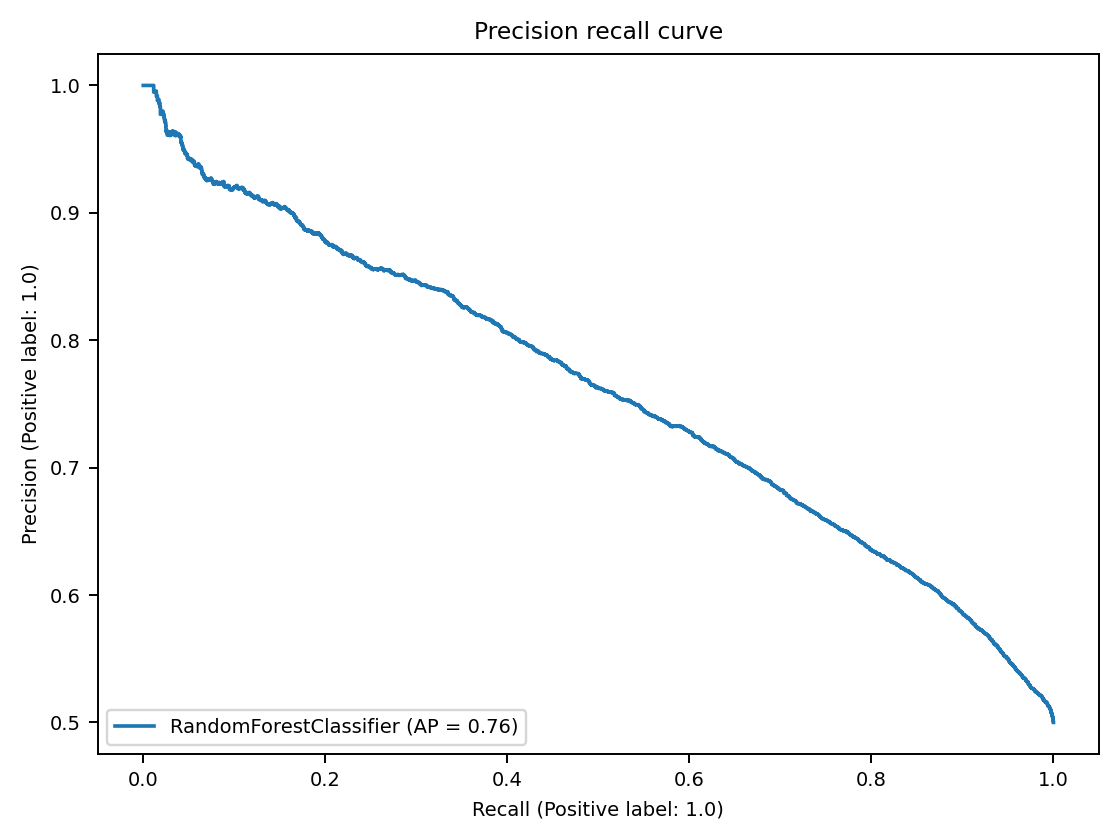 Precision recall curve
1.0
0.9
0.8
0.7
0.6
0.5
Precision (Positive label: 1.0)
RandomForestClassifier (AP = 0.76)
0.0 0.2 0.4 0.6 0.8 1.0
Recall (Positive label: 1.0)